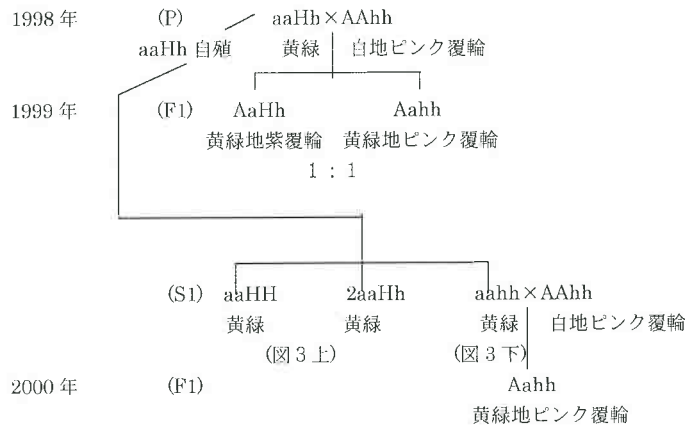 1998年 (P) aaHb×AAhh
aaHh 自殖 黄緑 白地ピンク覆輪
1999年 (F1) AaHh Aahh
黄緑地紫覆輪 黄緑地ピンク覆輪
1 : 1
(S1) aaHH 2aaHh aahh×AAhh
黄緑 黄緑 黄緑 白地ピンク覆輪
(図3上) (図3下)
2000年 (F1) Aahh
黄緑地ピンク覆輪